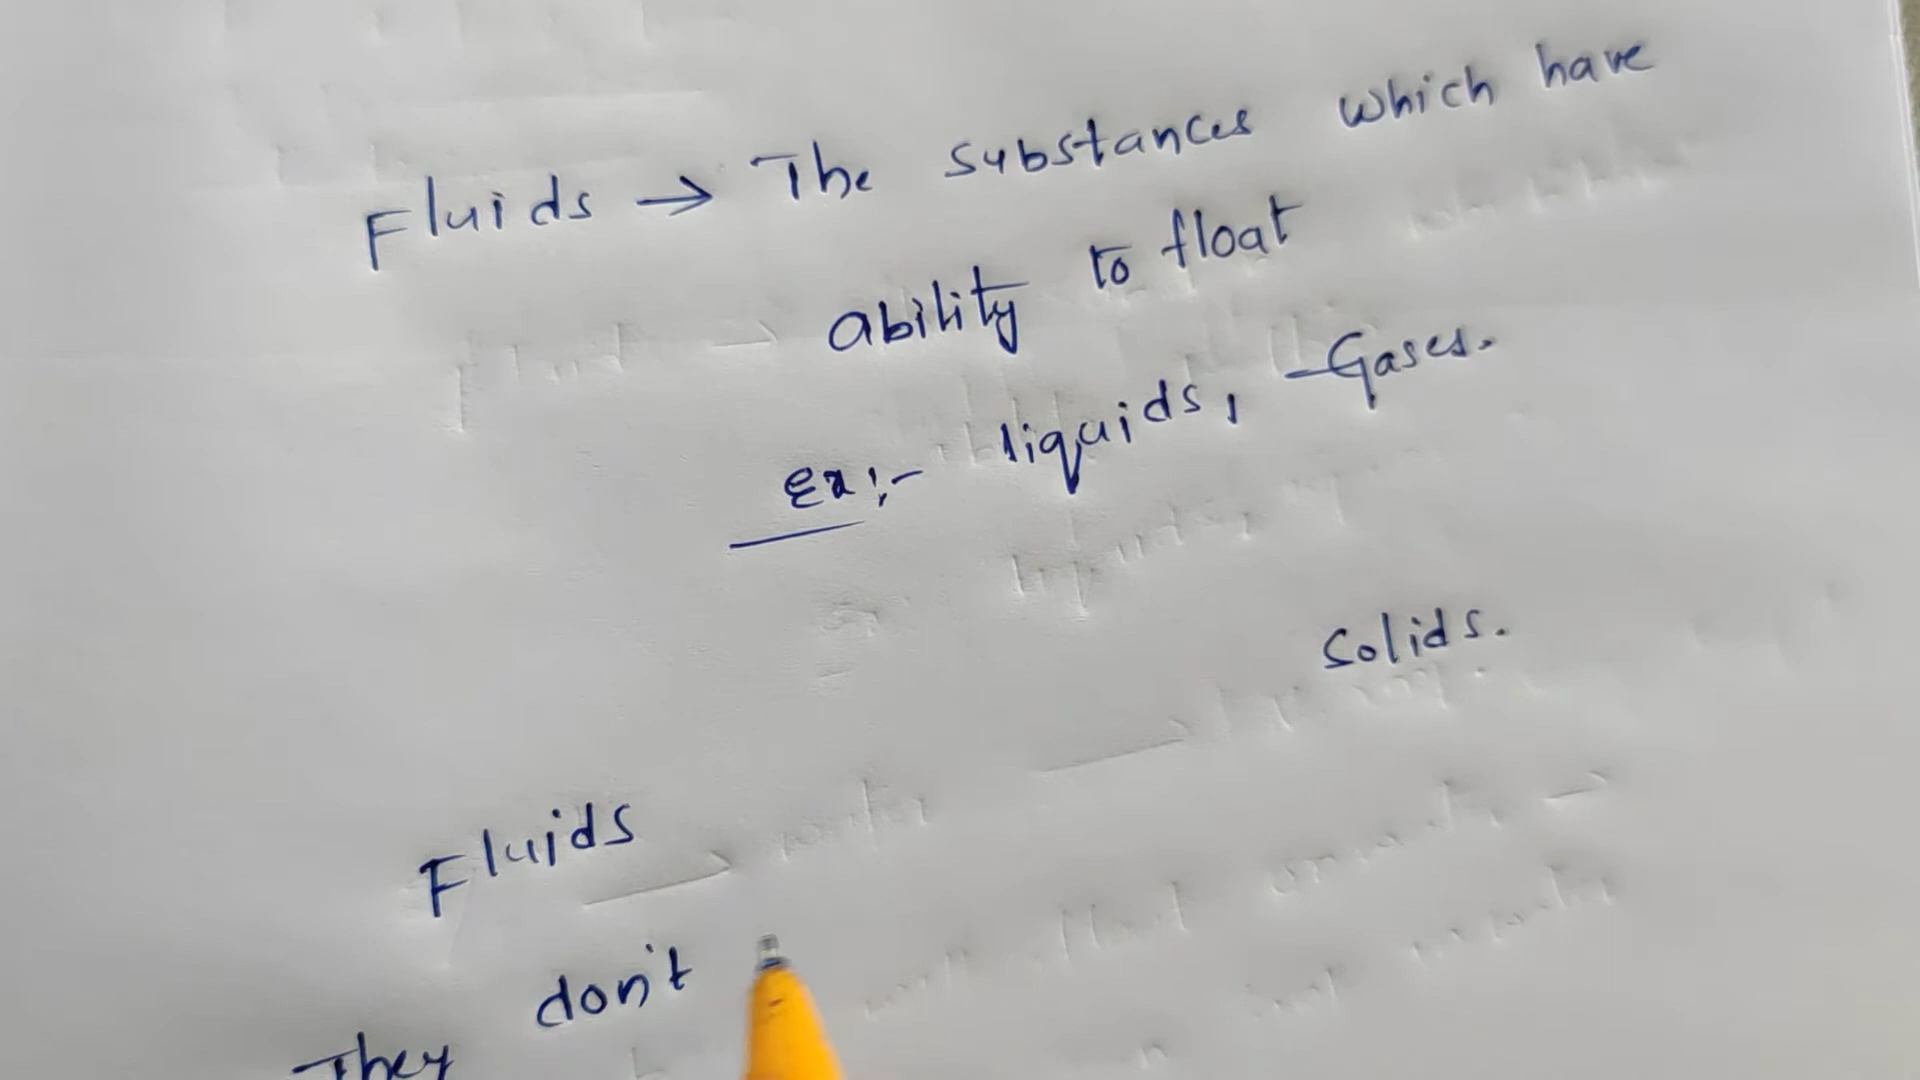 Fluids → The substances which have
ability to float
Ex:- liquids, Gases.
Solids.
Fluids
They don't